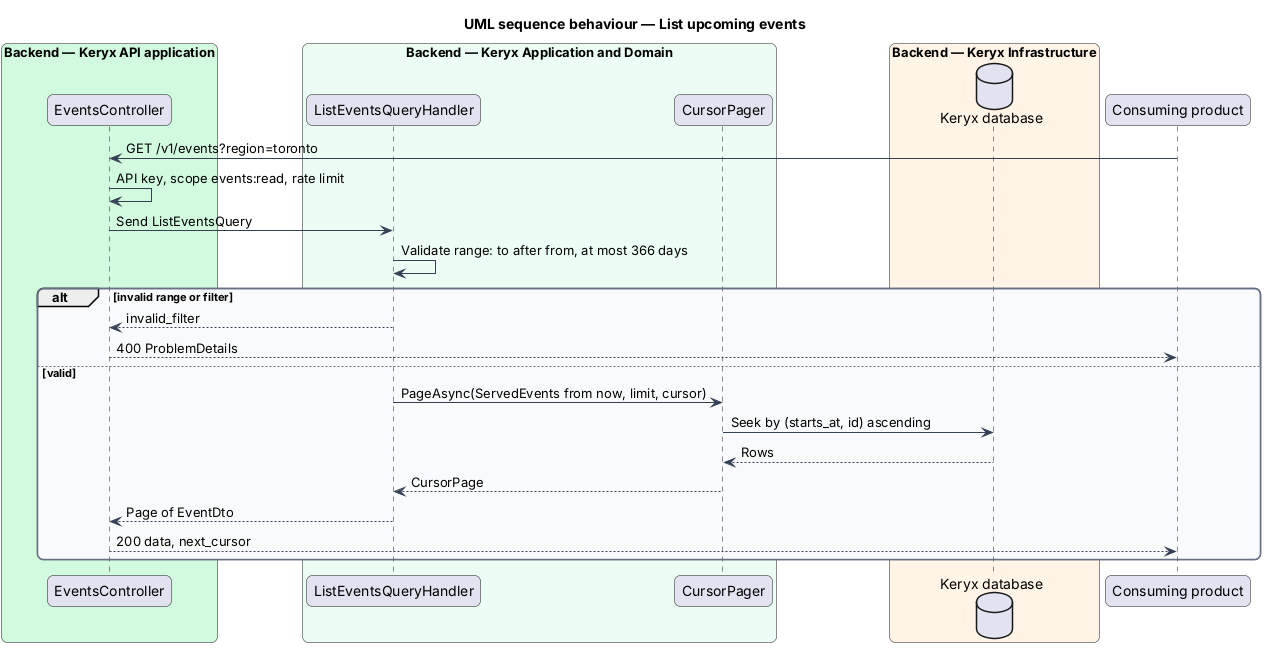 UML sequence behaviour — List upcoming events
Backend — Keryx API application
Backend — Keryx Application and Domain
Backend — Keryx Infrastructure
EventsController
ListEventsQueryHandler
CursorPager
Keryx database
Consuming product
GET /v1/events?region=toronto
API key, scope events:read, rate limit
Send ListEventsQuery
Validate range: to after from, at most 366 days
alt
[invalid range or filter]
invalid_filter
400 ProblemDetails
[valid]
PageAsync(ServedEvents from now, limit, cursor)
Seek by (starts_at, id) ascending
Rows
CursorPage
Page of EventDto
200 data, next_cursor
EventsController
ListEventsQueryHandler
CursorPager
Keryx database
Consuming product